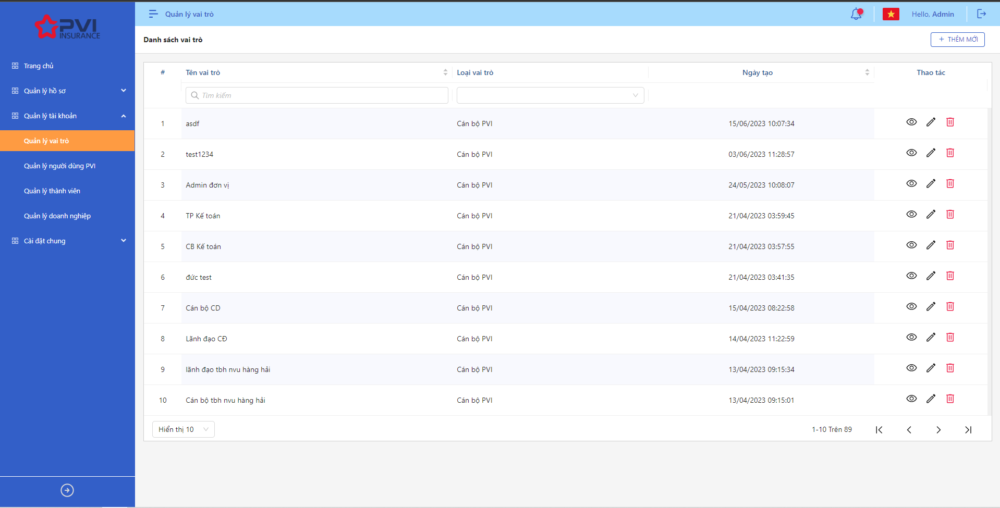 PVI
INSURANCE
Trang chủ
Quản lý hồ sơ
Quản lý tài khoản
Quản lý vai trò
Quản lý người dùng PVI
Quản lý thành viên
Quản lý doanh nghiệp
Cài đặt chung
Quản lý vai trò
Hello, Admin
Danh sách vai trò
+ THÊM MỚI
# Tên vai trò Loại vai trò Ngày tạo Thao tác
Tìm kiếm
1 asdf Cán bộ PVI 15/06/2023 10:07:34
2 test1234 Cán bộ PVI 03/06/2023 11:28:57
3 Admin đơn vị Cán bộ PVI 24/05/2023 10:08:07
4 TP Kế toán Cán bộ PVI 21/04/2023 03:59:45
5 CB Kế toán Cán bộ PVI 21/04/2023 03:57:55
6 đức test Cán bộ PVI 21/04/2023 03:41:35
7 Cán bộ CD Cán bộ PVI 15/04/2023 08:22:58
8 Lãnh đạo CĐ Cán bộ PVI 14/04/2023 11:22:59
9 lãnh đạo tbh nvu hàng hải Cán bộ PVI 13/04/2023 09:15:34
10 Cán bộ tbh nvu hàng hải Cán bộ PVI 13/04/2023 09:15:01
Hiển thị 10
1-10 Trên 89